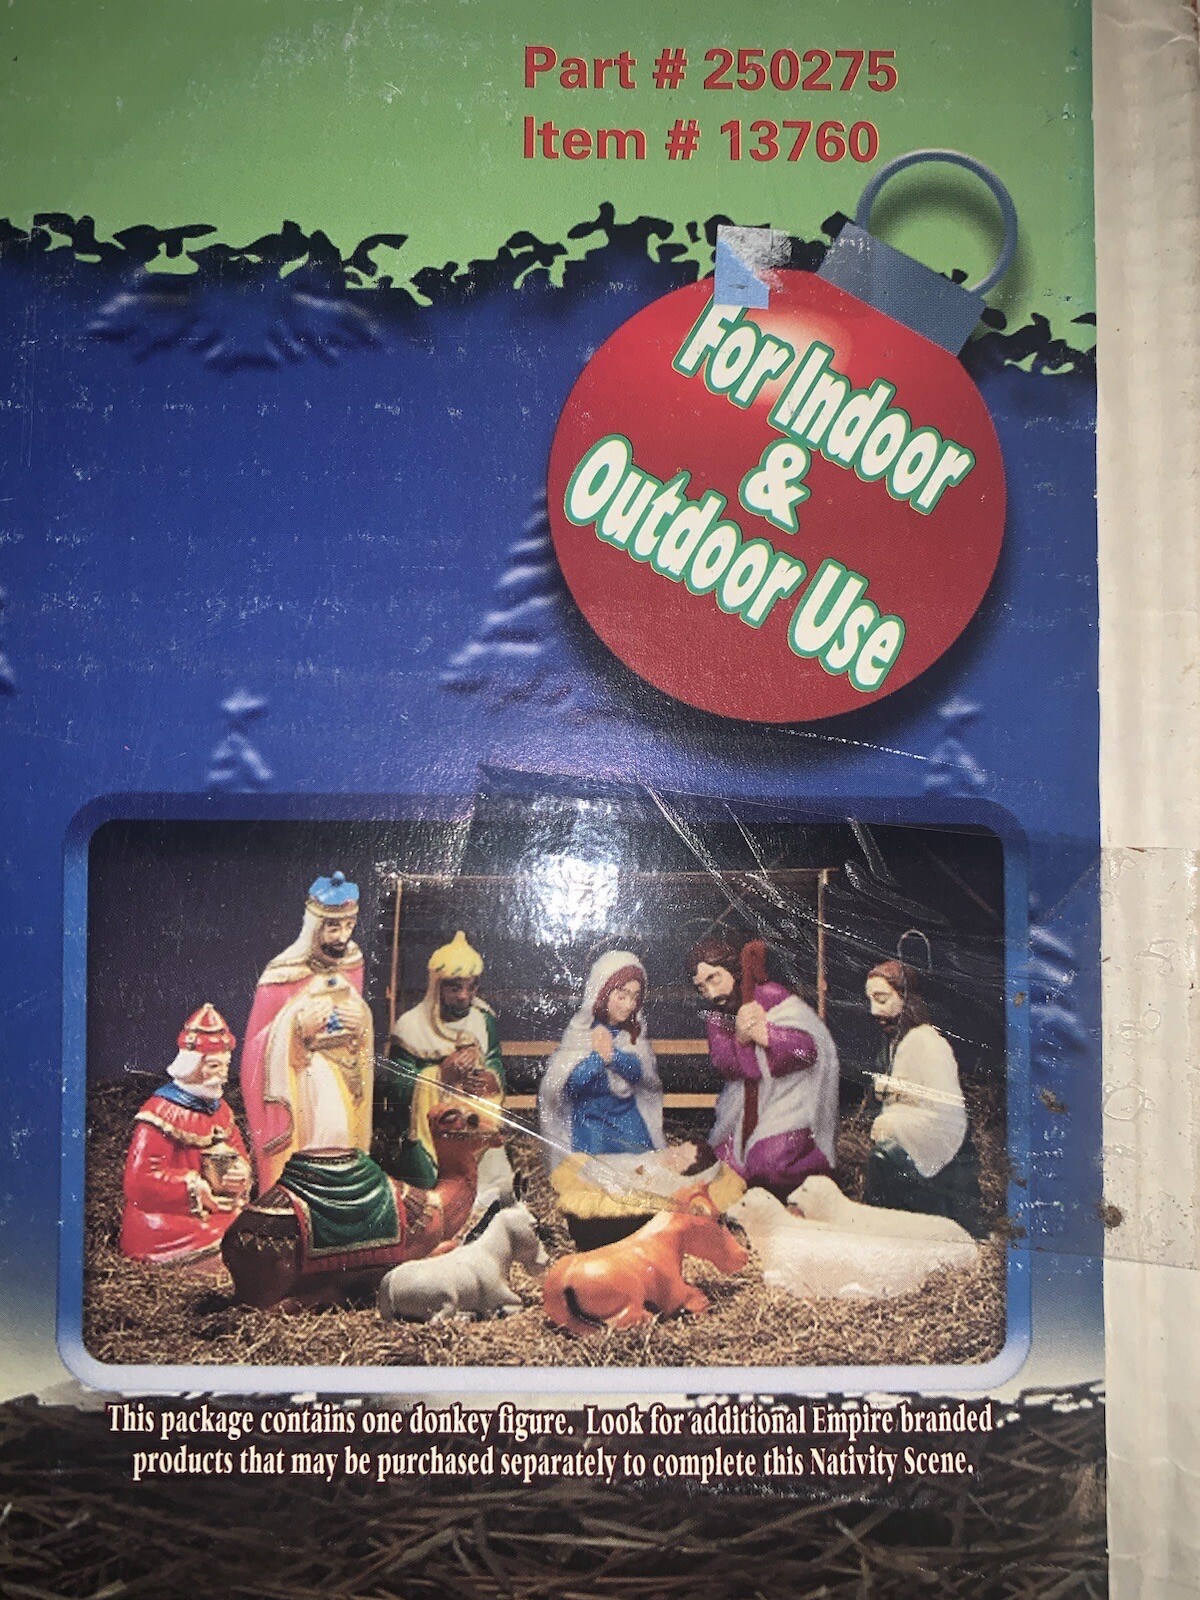 Part # 250275
Item # 13760
For Indoor
&
Outdoor Use
This package contains one donkey figure. Look for additional Empire branded
products that may be purchased separately to complete this Nativity Scene.